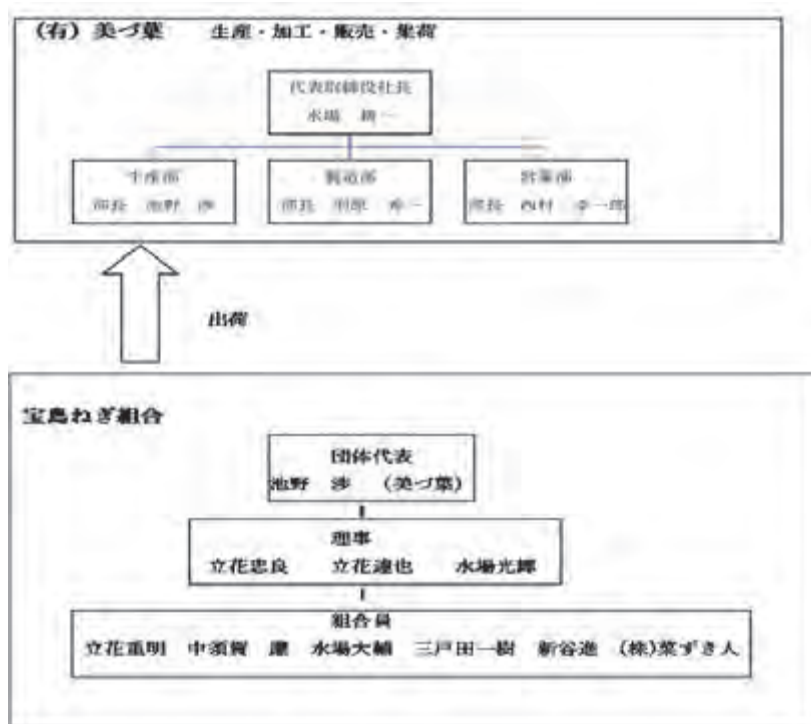 (有) 美づ葉 生産・加工・販売・集荷
代表取締役社長
水場
生産部 製造部 営業部
部長 池野 渉 部長 部長 西村 幸一郎
出荷
宝島ねぎ組合
団体代表
池野 渉 (美づ葉)
理事
立花忠良 立花達也 水場光輝
組合員
立花重明 中須賀 水場大輔 三戸田一樹 新谷進 (株)菜ずき人